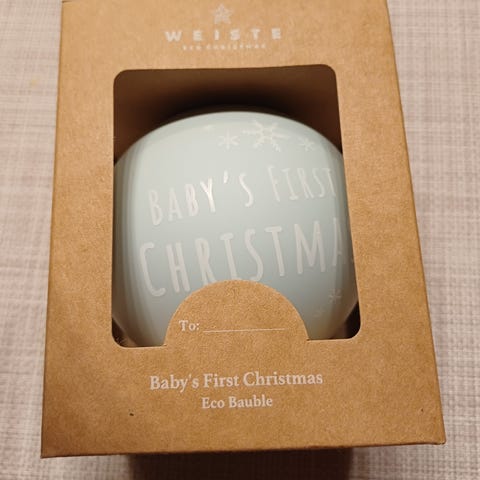 WEISTE
ECO CHRISTMAS
BABY'S FIRST
CHRISTMA
To:
Baby's First Christmas
Eco Bauble